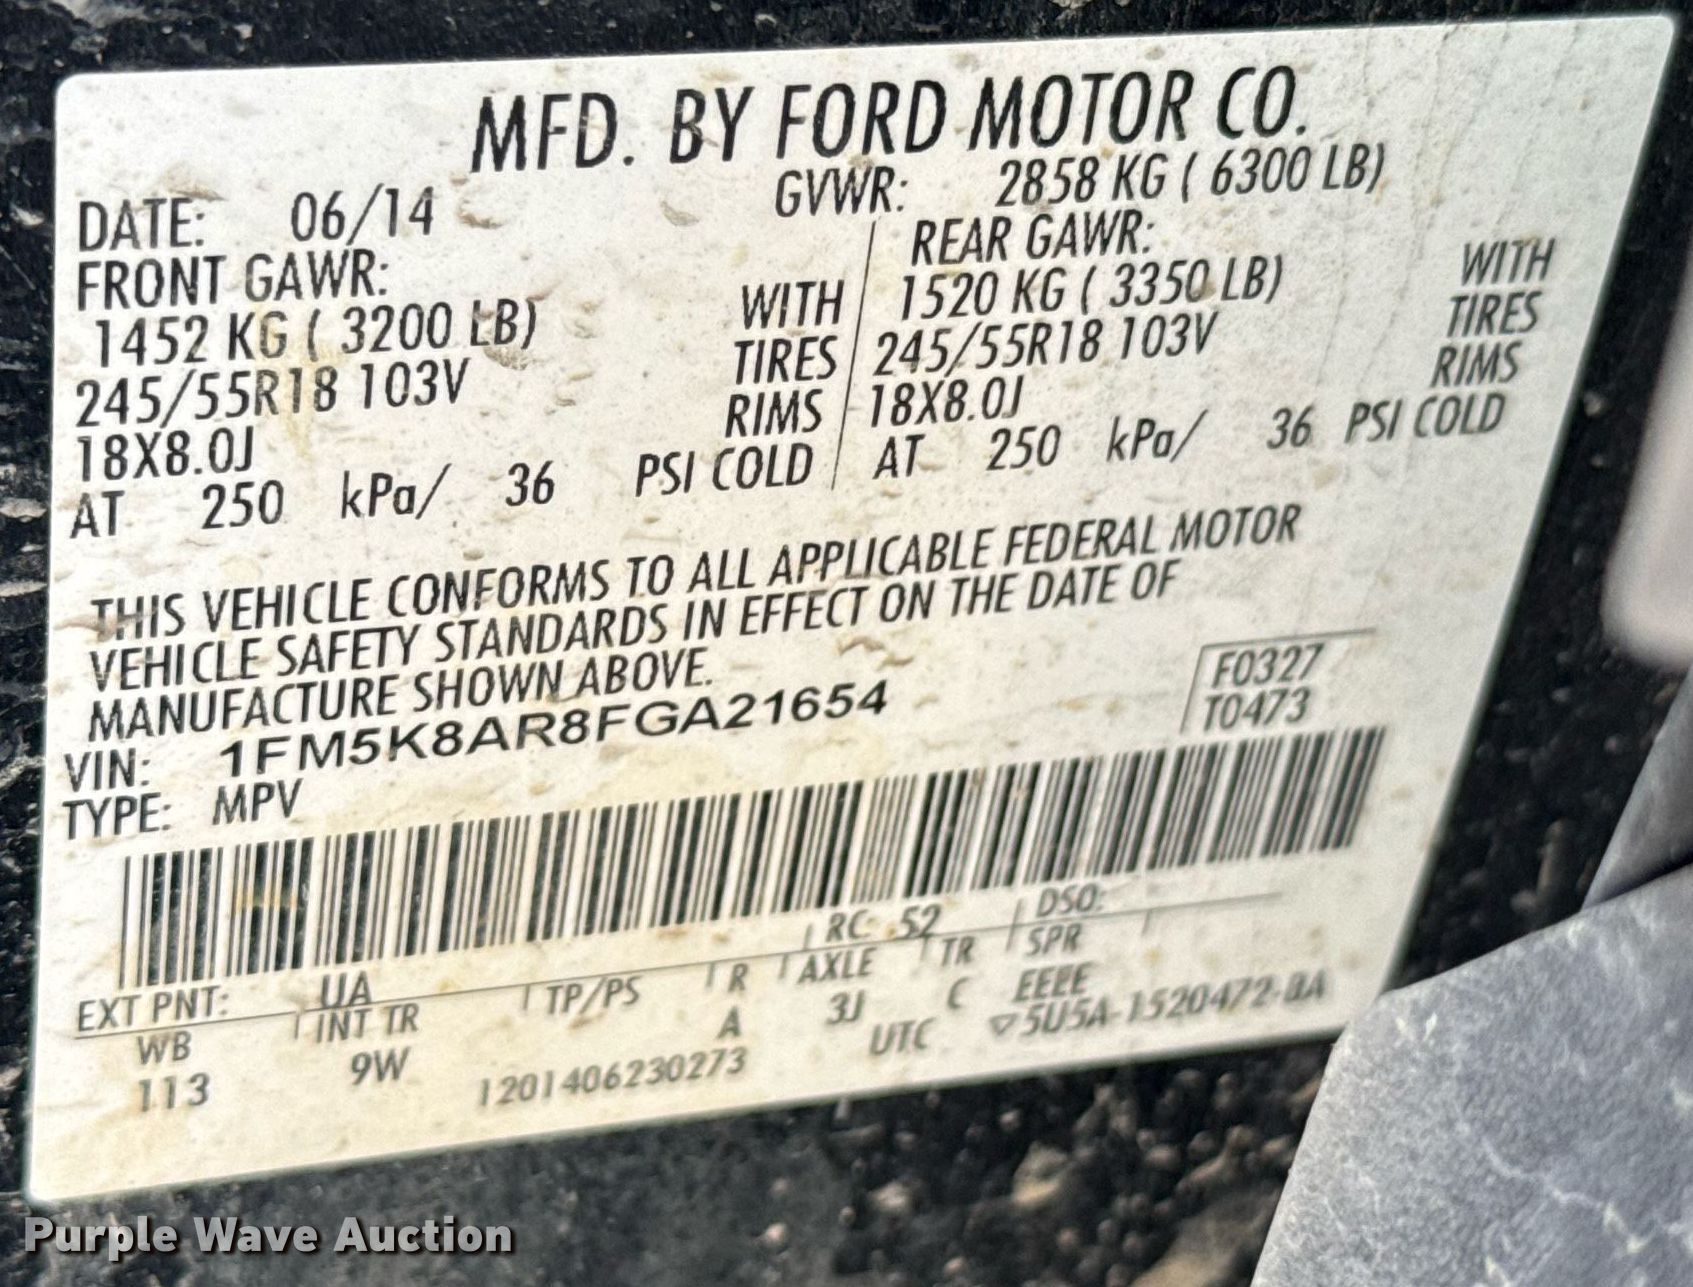 MFD. BY FORD MOTOR CO.
DATE: 06/14 GVWR: 2858 KG ( 6300 LB)
FRONT GAWR: REAR GAWR:
1452 KG ( 3200 LB) WITH 1520 KG ( 3350 LB) WITH
245/55R18 103V TIRES 245/55R18 103V TIRES
18X8.0J RIMS 18X8.0J RIMS
AT 250 kPa/ 36 PSI COLD AT 250 kPa/ 36 PSI COLD
THIS VEHICLE CONFORMS TO ALL APPLICABLE FEDERAL MOTOR
VEHICLE SAFETY STANDARDS IN EFFECT ON THE DATE OF
MANUFACTURE SHOWN ABOVE.
VIN: 1FM5K8AR8FGA21654
TYPE: MPV
F0327
T0473
EXT PNT: UA RC: 52 DSO:
WB INT TR TP/PS R AXLE TR SPR
113 9W A 3J C EEEE
1201406230273 UTC ▽5U5A-1520472-BA
Purple Wave Auction